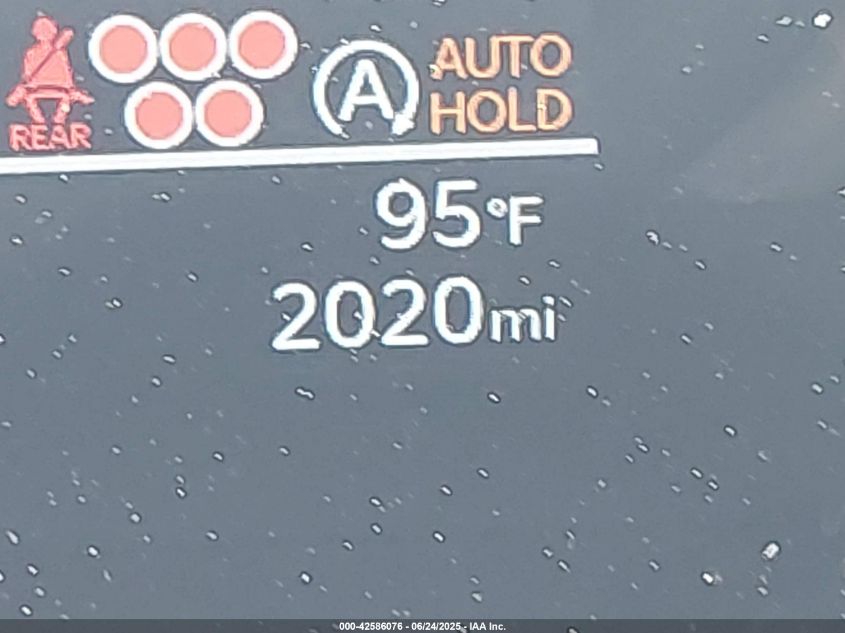 REAR
A
AUTO
HOLD
95°F
2020mi
000-42586076 - 06/24/2025 - IAA Inc.